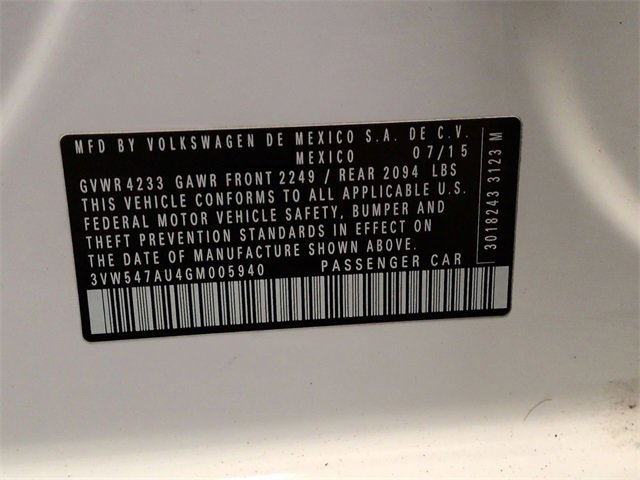 MFD BY VOLKSWAGEN DE MEXICO S.A. DE C.V.
MEXICO 07/15
GVWR 4233 GAWR FRONT 2249 / REAR 2094 LBS
THIS VEHICLE CONFORMS TO ALL APPLICABLE U.S.
FEDERAL MOTOR VEHICLE SAFETY, BUMPER AND
THEFT PREVENTION STANDARDS IN EFFECT ON
THE DATE OF MANUFACTURE SHOWN ABOVE.
3VW547AU4GM005940 PASSENGER CAR
3018243 3123 M